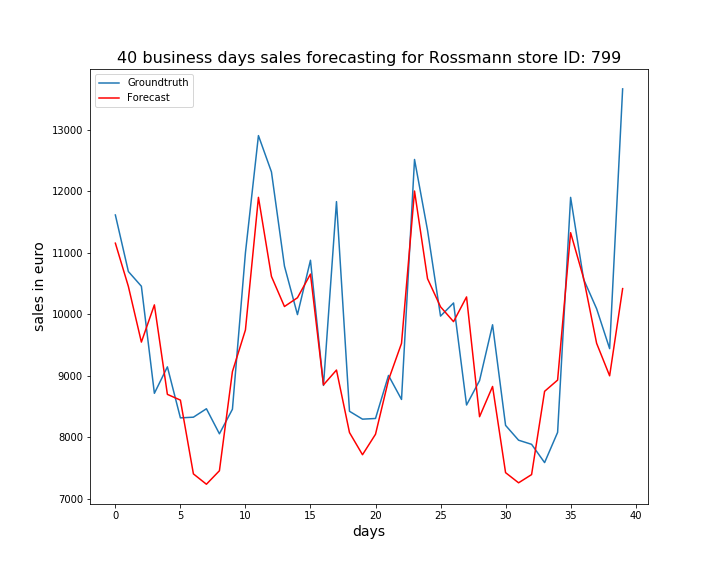 40 business days sales forecasting for Rossmann store ID: 799
Groundtruth
Forecast
13000
12000
11000
10000
9000
8000
7000
sales in euro
0 5 10 15 20 25 30 35 40
days